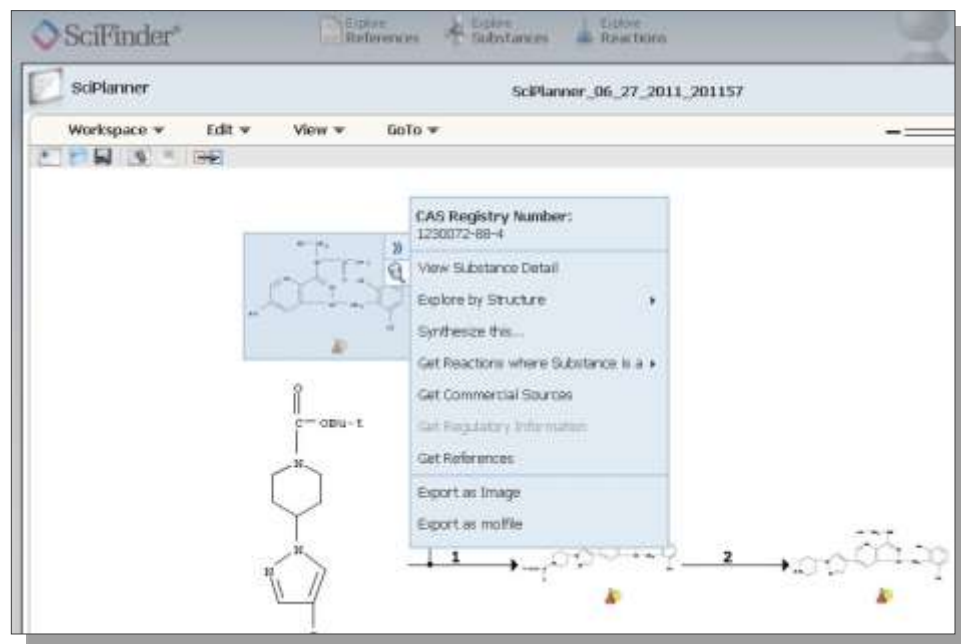 SciFinder®
Explore References
Explore Substances
Explore Reactions
SciPlanner
SciPlanner_06_27_2011_201157
Workspace
Edit
View
GoTo
CAS Registry Number:
1230072-88-4
View Substance Detail
Explore by Structure
Synthesize this...
Get Reactions where Substance is a
Get Commercial Sources
Get Regulatory Information
Get References
Export as Image
Export as molfile
O
C OBu-t
N
N
N
1
2